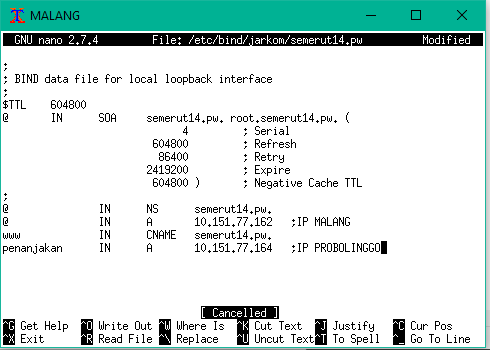 MALANG
GNU nano 2.7.4 File: /etc/bind/jarkom/semerut14.pw Modified
;
; BIND data file for local loopback interface
;
$TTL 604800
@ IN SOA semerut14.pw. root.semerut14.pw. (
4 ; Serial
604800 ; Refresh
86400 ; Retry
2419200 ; Expire
604800 ) ; Negative Cache TTL
;
@ IN NS semerut14.pw.
@ IN A 10.151.77.162 ;IP MALANG
www IN CNAME semerut14.pw.
penanjakan IN A 10.151.77.164 ;IP PROBOLINGGO
[ Cancelled ]
^G Get Help ^O Write Out ^W Where Is ^K Cut Text ^J Justify ^C Cur Pos
^X Exit ^R Read File ^\ Replace ^U Uncut Text ^T To Spell ^_ Go To Line